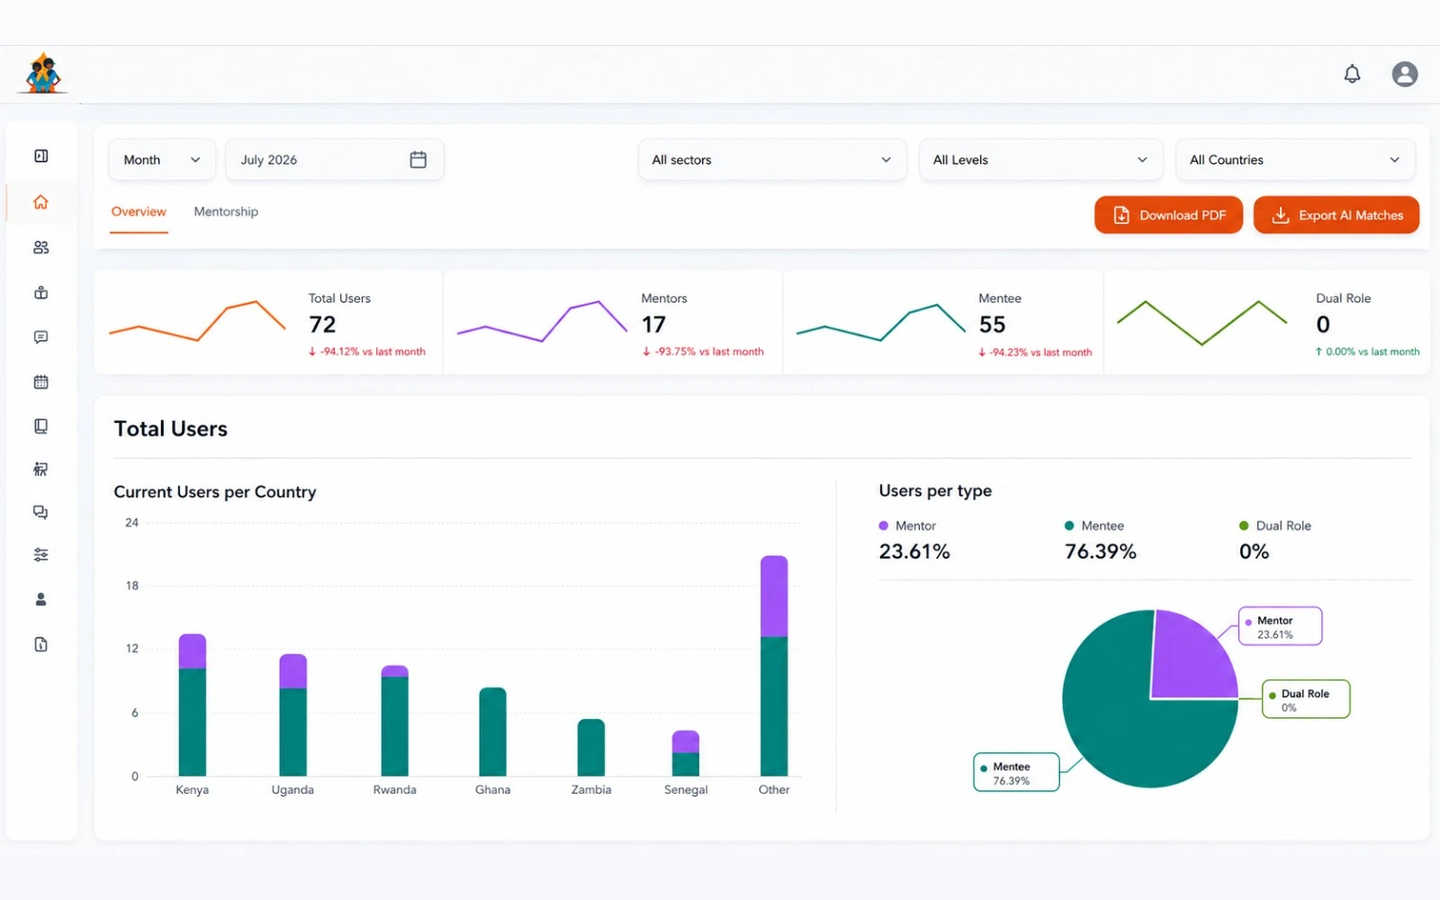 Month
July 2026
All sectors
All Levels
All Countries
Overview
Mentorship
Download PDF
Export AI Matches
Total Users
72
↓ -94.12% vs last month
Mentors
17
↓ -93.75% vs last month
Mentee
55
↓ -94.23% vs last month
Dual Role
0
↑ 0.00% vs last month
Total Users
Current Users per Country
24
18
12
6
0
Kenya
Uganda
Rwanda
Ghana
Zambia
Senegal
Other
Users per type
Mentor
23.61%
Mentee
76.39%
Dual Role
0%
Mentor
23.61%
Dual Role
0%
Mentee
76.39%